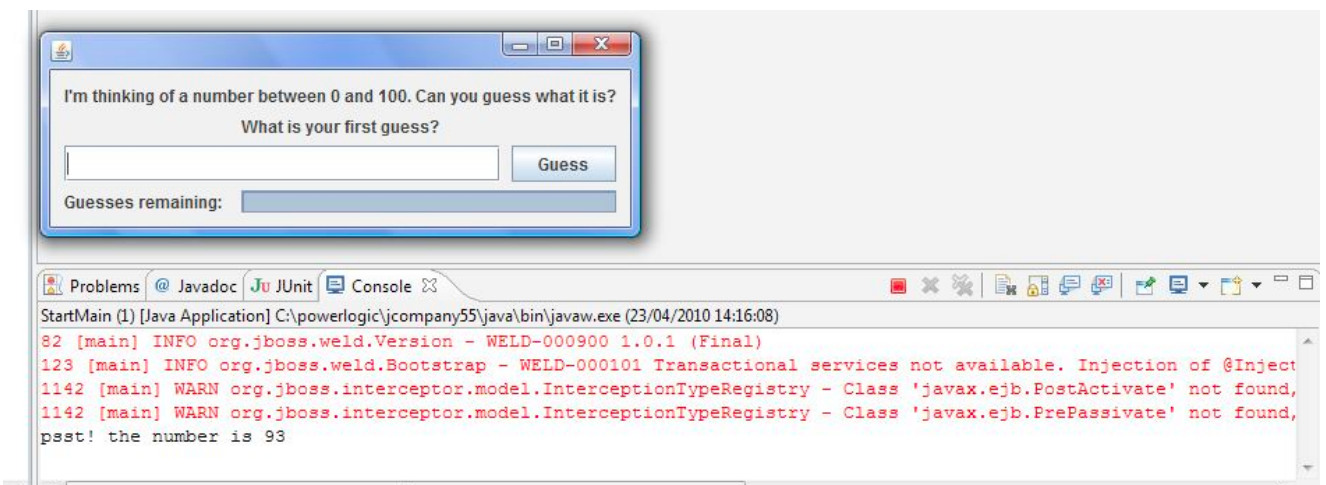 I'm thinking of a number between 0 and 100. Can you guess what it is?
What is your first guess?
Guess
Guesses remaining:
Problems @ Javadoc JU JUnit Console
StartMain (1) [Java Application] C:\powerlogic\jcompany55\java\bin\javaw.exe (23/04/2010 14:16:08)
82 [main] INFO org.jboss.weld.Version - WELD-000900 1.0.1 (Final)
123 [main] INFO org.jboss.weld.Bootstrap - WELD-000101 Transactional services not available. Injection of @Inject
1142 [main] WARN org.jboss.interceptor.model.InterceptionTypeRegistry - Class 'javax.ejb.PostActivate' not found,
1142 [main] WARN org.jboss.interceptor.model.InterceptionTypeRegistry - Class 'javax.ejb.PrePassivate' not found,
psst! the number is 93